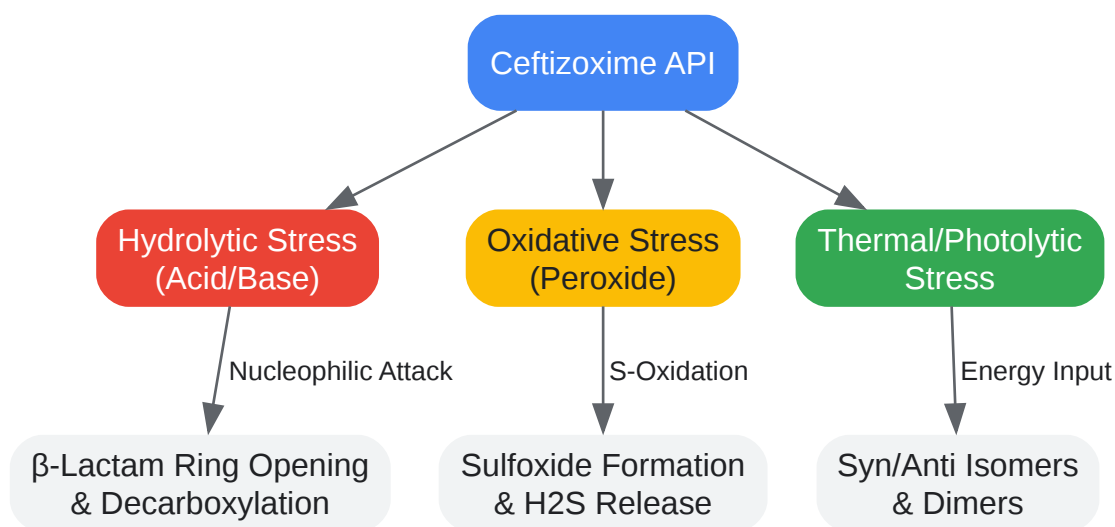 Ceftizoxime API
Hydrolytic Stress
(Acid/Base)
Oxidative Stress
(Peroxide)
Thermal/Photolytic
Stress
Nucleophilic Attack
S-Oxidation
Energy Input
β-Lactam Ring Opening
& Decarboxylation
Sulfoxide Formation
& H2S Release
Syn/Anti Isomers
& Dimers